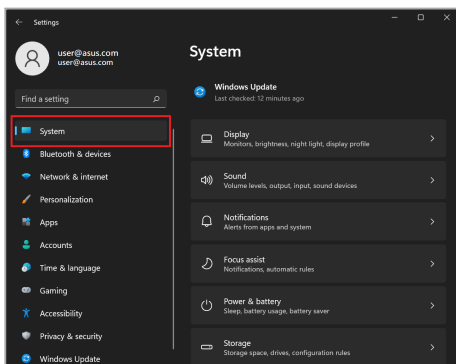 Settings
user@asus.com
user@asus.com
Find a setting
System
Bluetooth & devices
Network & internet
Personalization
Apps
Accounts
Time & language
Gaming
Accessibility
Privacy & security
Windows Update
System
Windows Update
Last checked: 12 minutes ago
Display
Monitors, brightness, night light, display profile
Sound
Volume levels, output, input, sound devices
Notifications
Alerts from apps and system
Focus assist
Notifications, automatic rules
Power & battery
Sleep, battery usage, battery saver
Storage
Storage space, drives, configuration rules